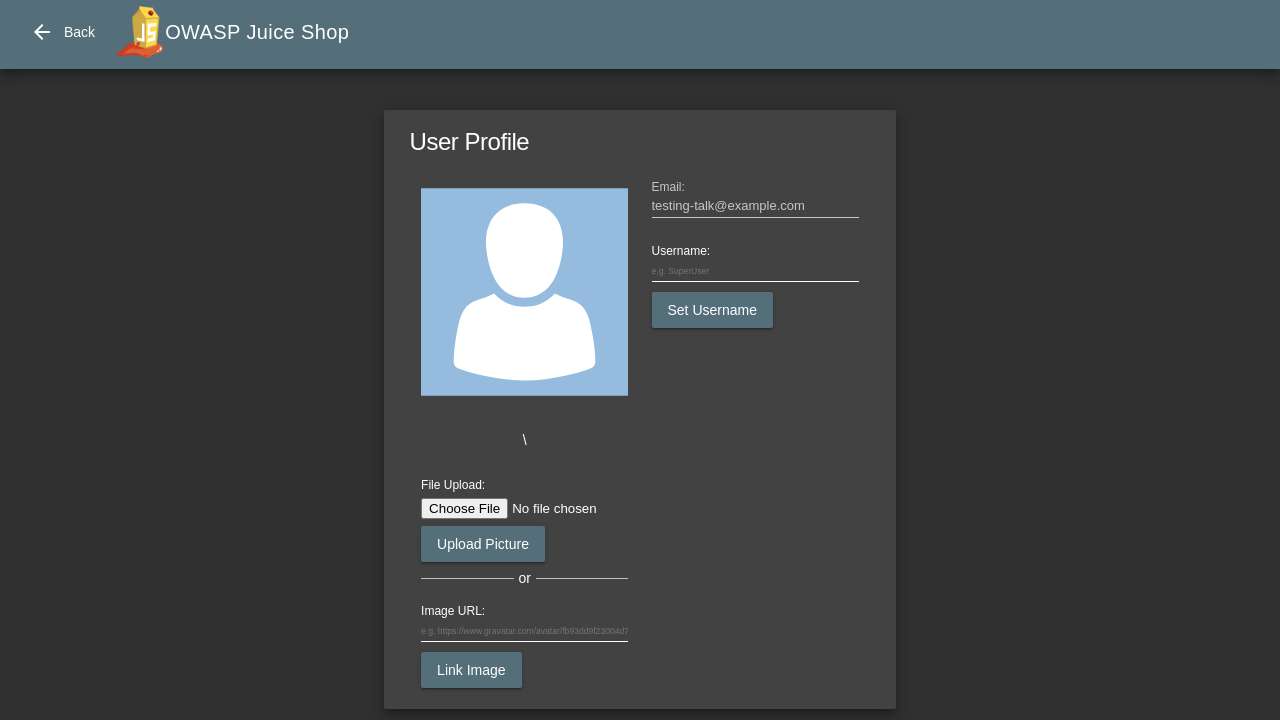 Back
OWASP Juice Shop
User Profile
Email:
testing-talk@example.com
Username:
e.g. SuperUser
Set Username
\
File Upload:
Choose File No file chosen
Upload Picture
or
Image URL:
e.g. https://www.gravatar.com/avatar/fb93dd9f23004d7
Link Image